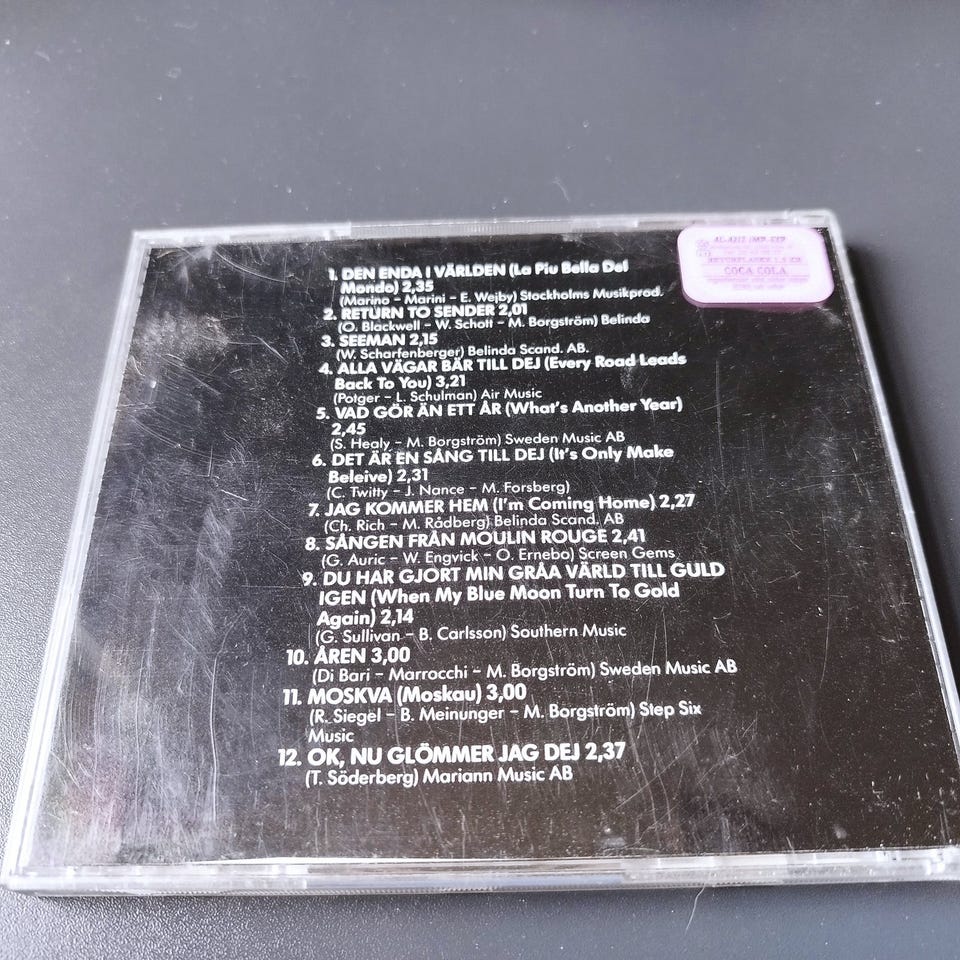 1. DEN ENDA I VÄRLDEN (La Piu Bella Del
Mondo) 2,35
(Marino – Marini – E. Wejby) Stockholms Musikprod.
2. RETURN TO SENDER 2,01
(O. Blackwell – W. Schott – M. Borgström) Belinda
3. SEEMAN 2,15
(W. Scharfenberger) Belinda Scand. AB.
4. ALLA VÄGAR BÄR TILL DEJ (Every Road Leads
Back To You) 3,21
(Potger – L. Schulman) Air Music
5. VAD GÖR ÄN ETT ÅR (What's Another Year)
2,45
(S. Healy – M. Borgström) Sweden Music AB
6. DET ÄR EN SÅNG TILL DEJ (It's Only Make
Beleive) 2,31
(C. Twitty – J. Nance – M. Forsberg)
7. JAG KOMMER HEM (I'm Coming Home) 2,27
(Ch. Rich – M. Rådberg) Belinda Scand. AB
8. SÅNGEN FRÅN MOULIN ROUGE 2,41
(G. Auric – W. Engvick – O. Ernebo) Screen Gems
9. DU HAR GJORT MIN GRÅA VÄRLD TILL GULD
IGEN (When My Blue Moon Turn To Gold
Again) 2,14
(G. Sullivan – B. Carlsson) Southern Music
10. ÅREN 3,00
(Di Bari – Marrocchi – M. Borgström) Sweden Music AB
11. MOSKVA (Moskau) 3,00
(R. Siegel – B. Meinunger – M. Borgström) Step Six
Music
12. OK, NU GLÖMMER JAG DEJ 2,37
(T. Söderberg) Mariann Music AB
COCA COLA